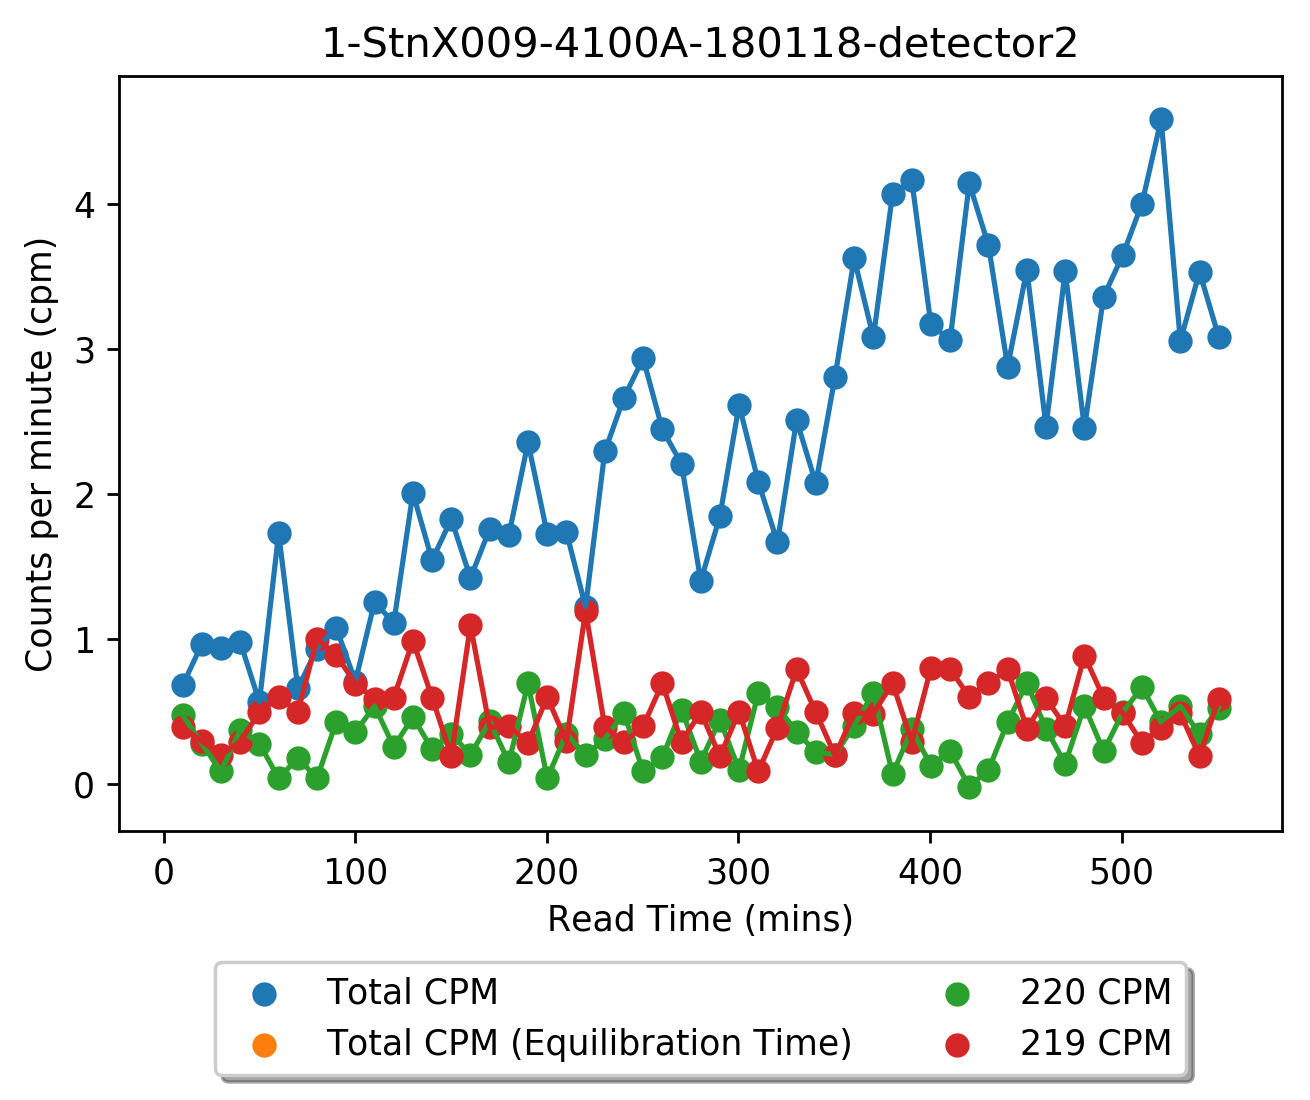 1-StnX009-4100A-180118-detector2
Counts per minute (cpm)
4
3
2
1
0
0 100 200 300 400 500
Read Time (mins)
Total CPM
Total CPM (Equilibration Time)
220 CPM
219 CPM